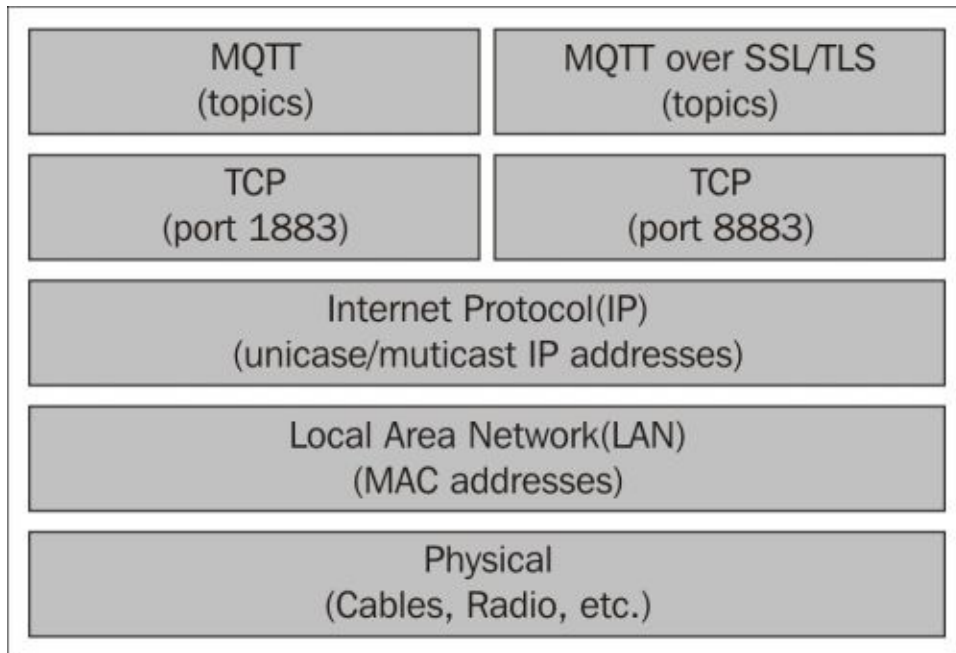 MQTT
(topics)
MQTT over SSL/TLS
(topics)
TCP
(port 1883)
TCP
(port 8883)
Internet Protocol(IP)
(unicase/muticast IP addresses)
Local Area Network(LAN)
(MAC addresses)
Physical
(Cables, Radio, etc.)